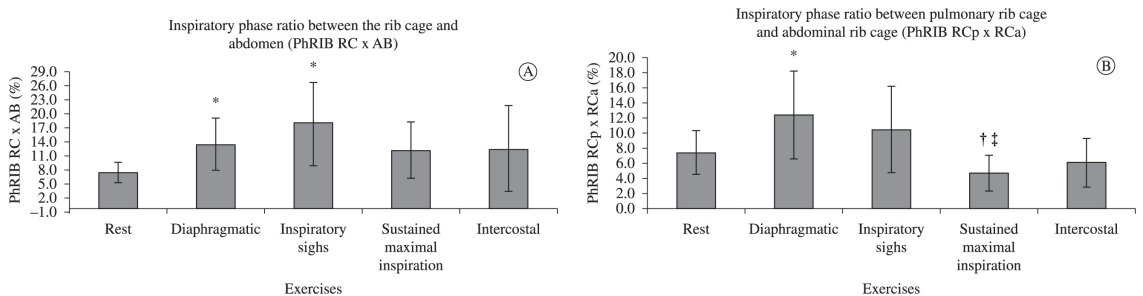 Inspiratory phase ratio between the rib cage and
abdomen (PhRIB RC x AB)
PhRIB RC x AB (%)
29.0
26.0
23.0
20.0
17.0
14.0
11.0
8.0
5.0
2.0
–1.0
*
*
A
Rest
Diaphragmatic
Inspiratory
sighs
Sustained
maximal
inspiration
Intercostal
Exercises
Inspiratory phase ratio between pulmonary rib cage
and abdominal rib cage (PhRIB RCp x RCa)
PhRIB RCp x RCa (%)
20.0
18.0
16.0
14.0
12.0
10.0
8.0
6.0
4.0
2.0
0.0
*
† ‡
B
Rest
Diaphragmatic
Inspiratory
sighs
Sustained
maximal
inspiration
Intercostal
Exercises